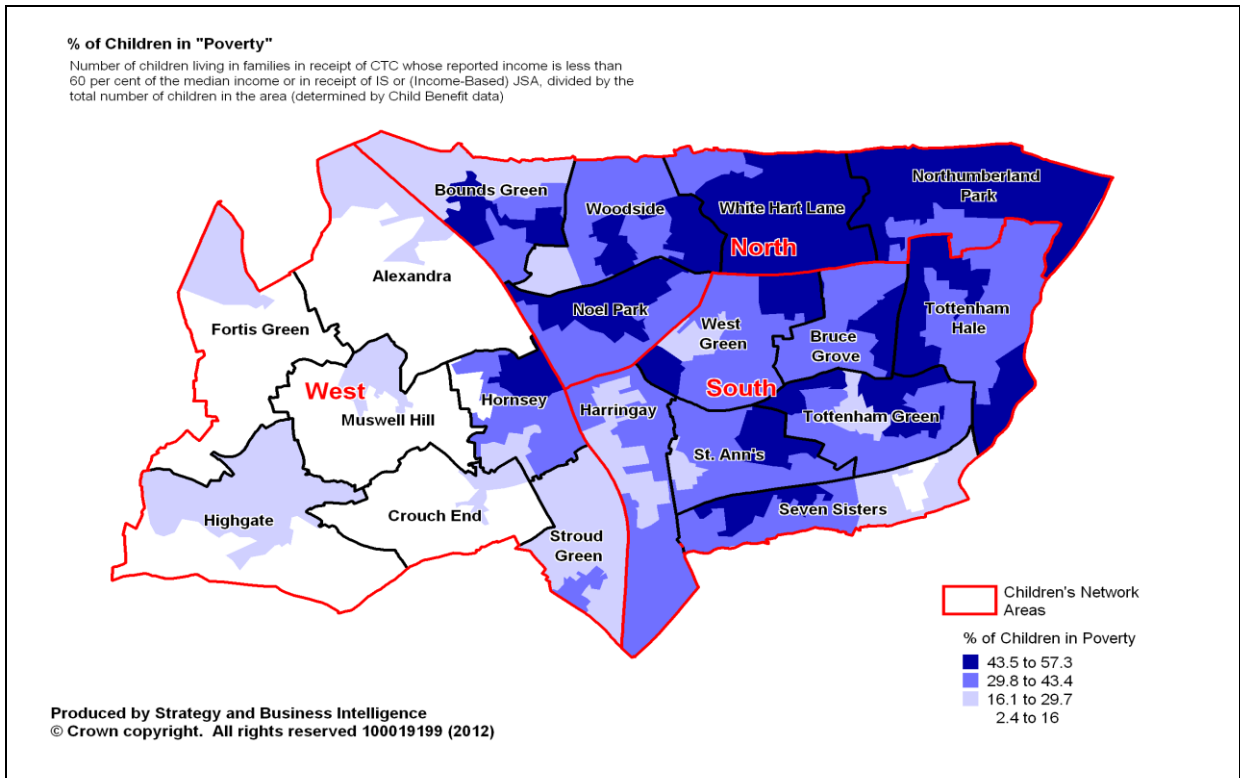 % of Children in "Poverty"
Number of children living in families in receipt of CTC whose reported income is less than
60 per cent of the median income or in receipt of IS or (Income-Based) JSA, divided by the
total number of children in the area (determined by Child Benefit data)
Bounds Green
Woodside
White Hart Lane
Northumberland
Park
North
Alexandra
Noel Park
Fortis Green
West
Green
Bruce
Grove
Tottenham
Hale
West
Muswell Hill
Hornsey
Harringay
South
Tottenham Green
St. Ann's
Highgate
Crouch End
Stroud
Green
Seven Sisters
Children's Network
Areas
% of Children in Poverty
43.5 to 57.3
29.8 to 43.4
16.1 to 29.7
2.4 to 16
Produced by Strategy and Business Intelligence
© Crown copyright. All rights reserved 100019199 (2012)